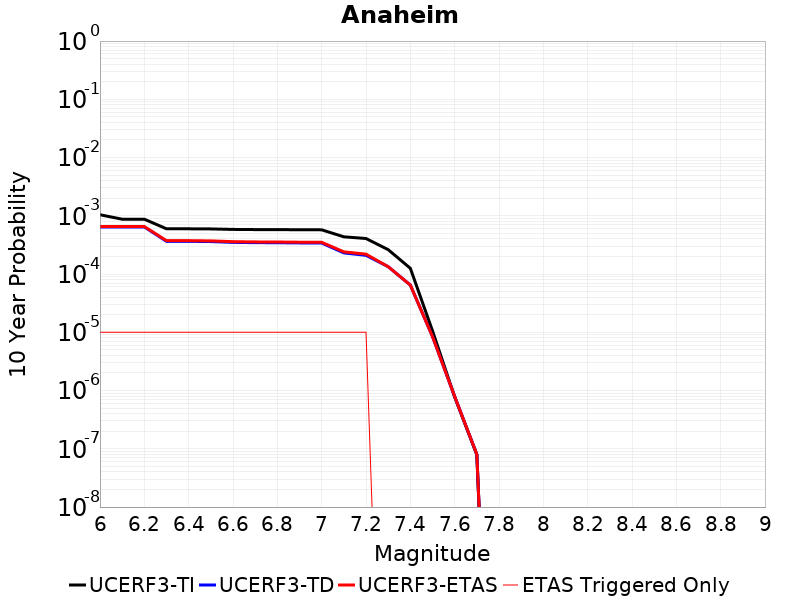 Anaheim
10 Year Probability
10^0
10^-1
10^-2
10^-3
10^-4
10^-5
10^-6
10^-7
10^-8
6 6.2 6.4 6.6 6.8 7 7.2 7.4 7.6 7.8 8 8.2 8.4 8.6 8.8 9
Magnitude
UCERF3-TI UCERF3-TD UCERF3-ETAS ETAS Triggered Only